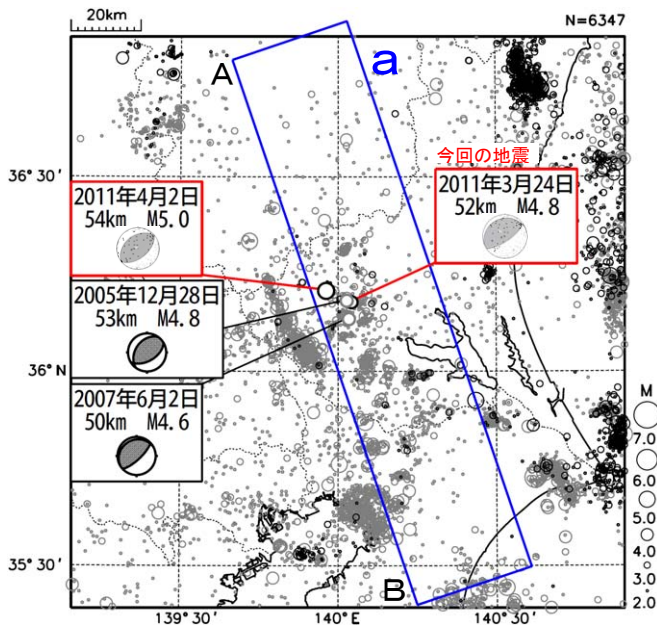 20km
N=6347
A
a
36°30'
今回の地震
2011年3月24日
52km M4.8
2011年4月2日
54km M5.0
2005年12月28日
53km M4.8
36°N
2007年6月2日
50km M4.6
M
7.0
6.0
5.0
4.0
3.0
2.0
35°30'
B
139°30'
140°E
140°30'